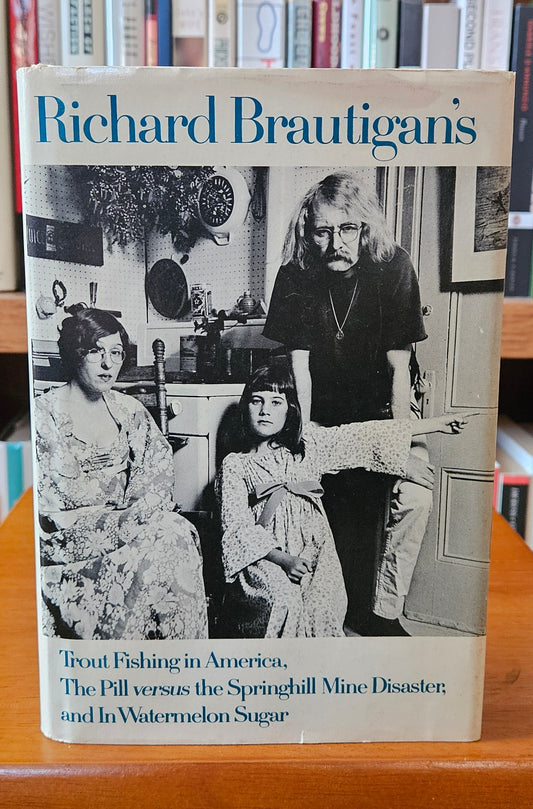 Richard Brautigan's
Trout Fishing in America,
The Pill versus the Springhill Mine Disaster,
and In Watermelon Sugar